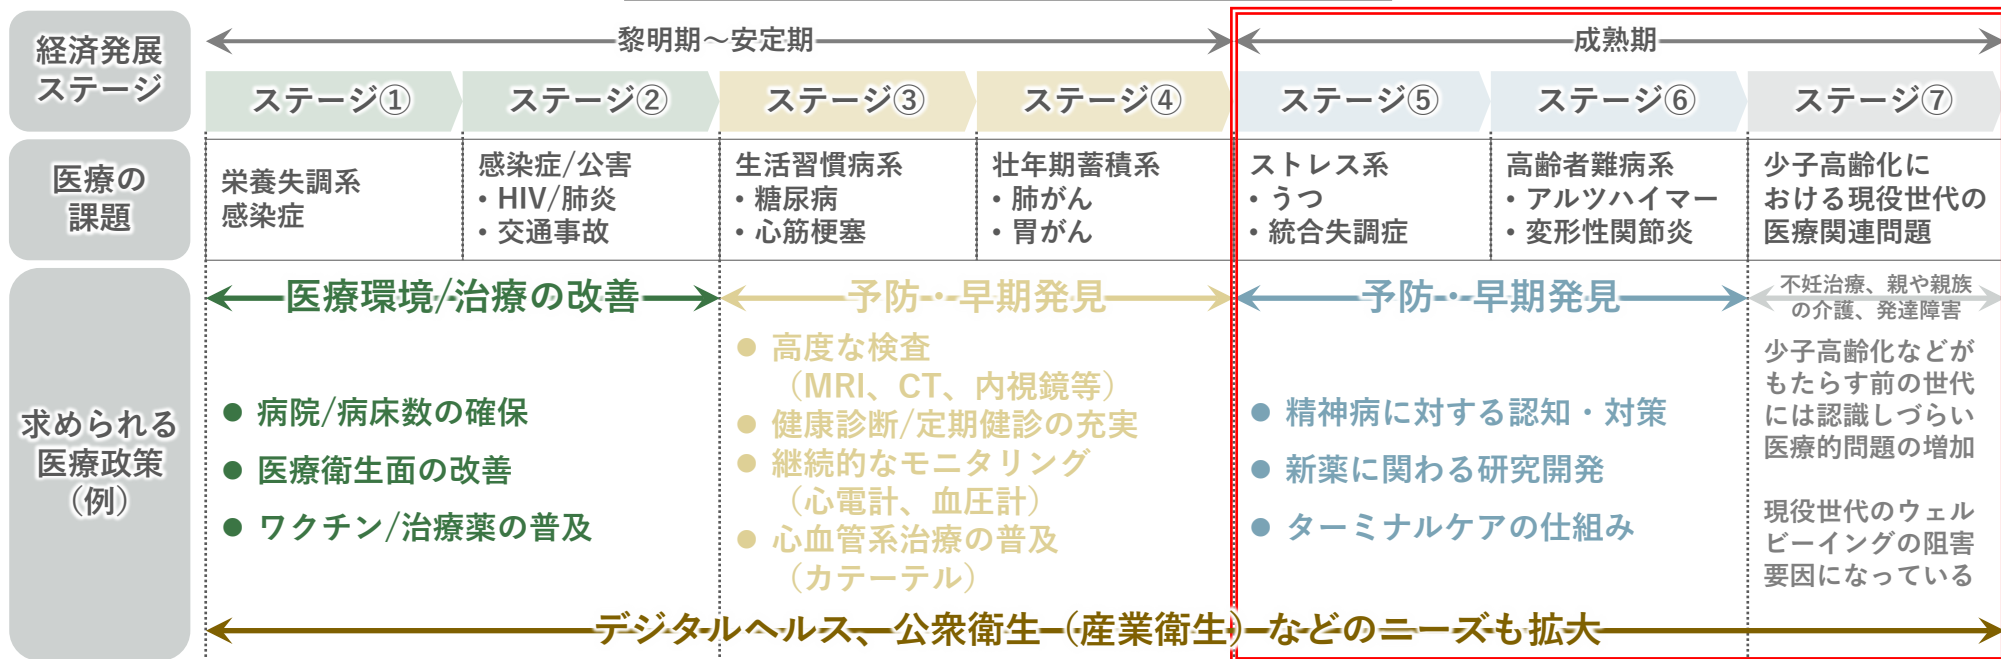 経済発展
ステージ
黎明期～安定期
成熟期
ステージ①
ステージ②
ステージ③
ステージ④
ステージ⑤
ステージ⑥
ステージ⑦
医療の
課題
栄養失調系
感染症
感染症/公害
・HIV/肺炎
・交通事故
生活習慣病系
・糖尿病
・心筋梗塞
壮年期蓄積系
・肺がん
・胃がん
ストレス系
・うつ
・統合失調症
高齢者難病系
・アルツハイマー
・変形性関節炎
少子高齢化に
おける現役世代の
医療関連問題
求められる
医療政策
（例）
医療環境/治療の改善
● 病院/病床数の確保
● 医療衛生面の改善
● ワクチン/治療薬の普及
予防・早期発見
● 高度な検査
（MRI、CT、内視鏡等）
● 健康診断/定期健診の充実
● 継続的なモニタリング
（心電計、血圧計）
● 心血管系治療の普及
（カテーテル）
予防・早期発見
● 精神病に対する認知・対策
● 新薬に関わる研究開発
● ターミナルケアの仕組み
不妊治療、親や親族
の介護、発達障害
少子高齢化などが
もたらす前の世代
には認識しづらい
医療的問題の増加
現役世代のウェル
ビーイングの阻害
要因になっている
デジタルヘルス、公衆衛生（産業衛生）などのニーズも拡大